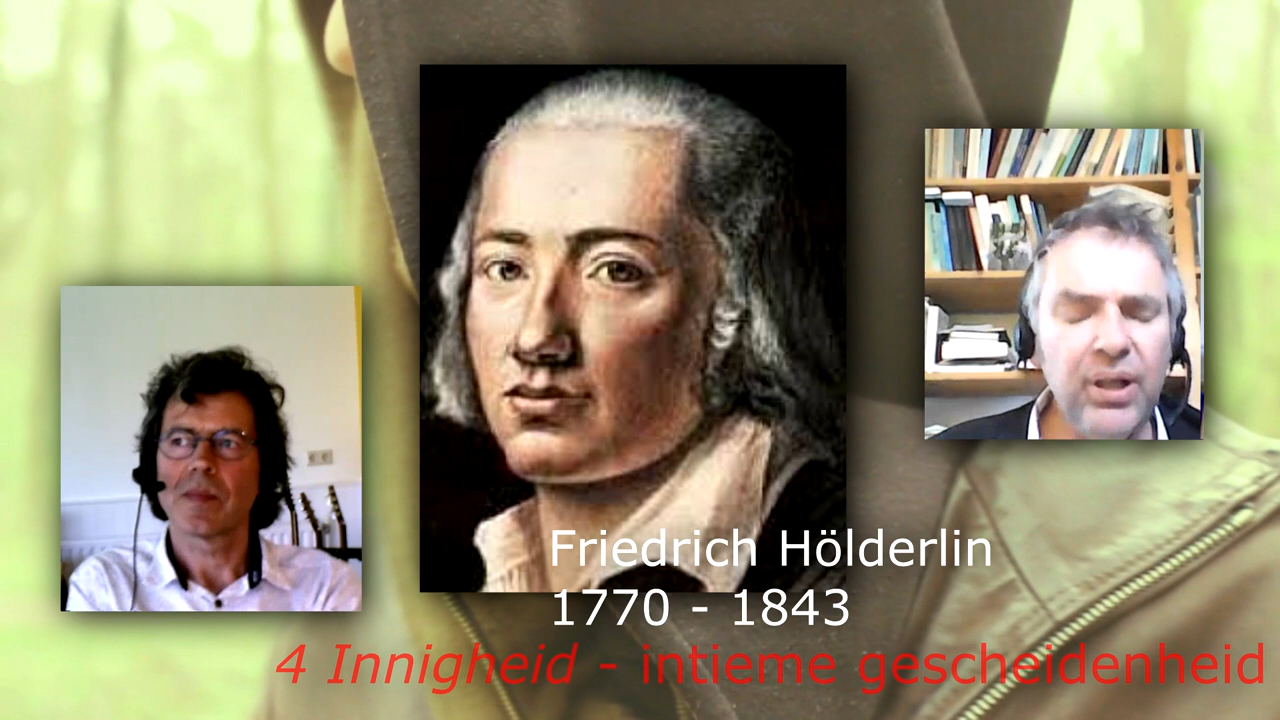 Friedrich Hölderlin
1770 - 1843
4 Innigheid - intieme gescheidenheid